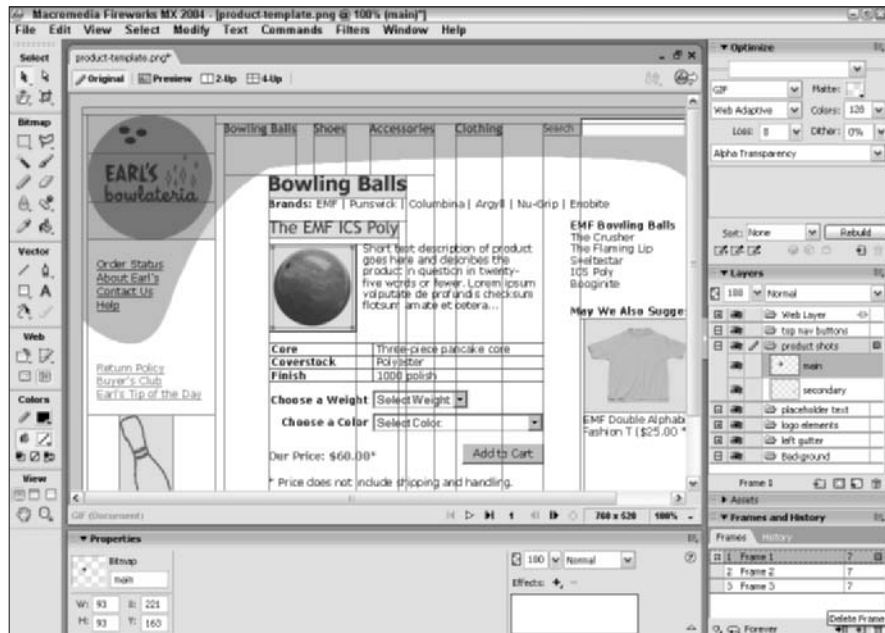 Macromedia Fireworks MX 2004 - [product-template.png @ 100% (main)*]
File Edit View Select Modify Text Commands Filters Window Help
Select
Bitmap
Vector
Web
Colors
View
product-template.png*
Original Preview 2-Up 4-Up
Bowling Balls Shoes Accessories Clothing Search
EARL'S
bowlateria
Bowling Balls
Brands: EMF | Punswick | Columbina | Argyll | Nu-Grip | Enobite
The EMF ICS Poly
Short text description of product
goes here and describes the
product in question in twenty-
five words or fewer. Lorem ipsum
volputate de profundis checksum
flotsum amate et cetera...
EMF Bowling Balls
The Crusher
The Flaming Lip
Skeltestar
ICS Poly
Booginite
May We Also Sugge
Order Status
About Earl's
Contact Us
Help
Return Policy
Buyer's Club
Earl's Tip of the Day
Core Three-piece pancake core
Coverstock Polyester
Finish 1000 polish
Choose a Weight Select Weight
Choose a Color Select Color:
Our Price: $60.00*
Add to Cart
* Price does not include shipping and handling.
EMF Double Alphab
Fashion T ($25.00 *
GIF (Document)
1
768 x 620 100%
Properties
Bitmap
main
W: 93 X: 221
H: 93 Y: 163
100 Normal
Effects:
Optimize
GIF Matte:
Web Adaptive Colors: 128
Loss: 0 Dither: 0%
Alpha Transparency
Sort: None Rebuild
Layers
100 Normal
Web Layer
top nav buttons
product shots
main
secondary
placeholder text
logo elements
left gutter
Background
Frame 1
Assets
Frames and History
Frames History
1 Frame 1 7
2 Frame 2 7
3 Frame 3 7
Delete Frame
Forever